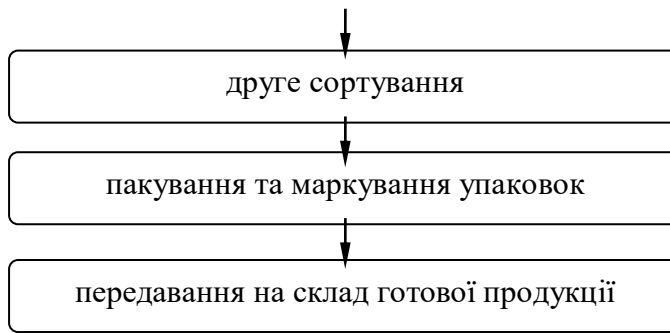 друге сортування
пакування та маркування упаковок
передавання на склад готової продукції